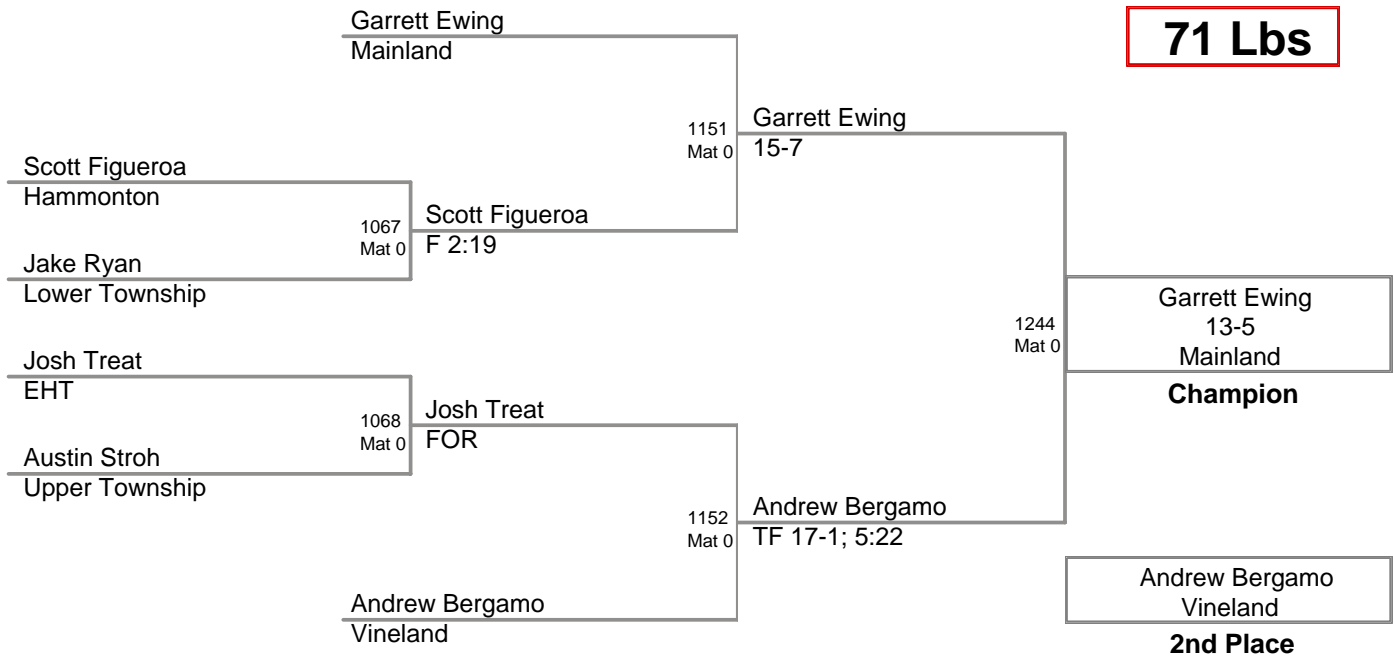 Garrett Ewing
Mainland
71 Lbs
1151
Mat 0
Garrett Ewing
15-7
Scott Figueroa
Hammonton
1067
Mat 0
Scott Figueroa
F 2:19
Jake Ryan
Lower Township
1244
Mat 0
Garrett Ewing
13-5
Mainland
Champion
Josh Treat
EHT
1068
Mat 0
Josh Treat
FOR
Austin Stroh
Upper Township
1152
Mat 0
Andrew Bergamo
TF 17-1; 5:22
Andrew Bergamo
Vineland
Andrew Bergamo
Vineland
2nd Place